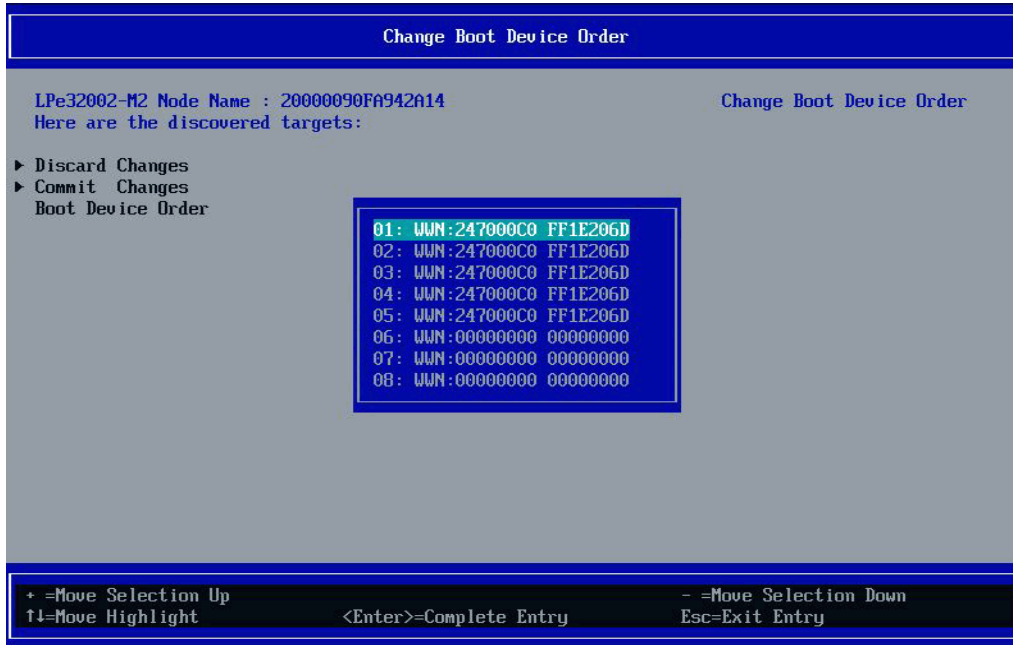 Change Boot Device Order
LPe32002-M2 Node Name : 20000090FA942A14
Change Boot Device Order
Here are the discovered targets:
Discard Changes
Commit Changes
Boot Device Order
01: WWN:247000C0 FF1E206D
02: WWN:247000C0 FF1E206D
03: WWN:247000C0 FF1E206D
04: WWN:247000C0 FF1E206D
05: WWN:247000C0 FF1E206D
06: WWN:00000000 00000000
07: WWN:00000000 00000000
08: WWN:00000000 00000000
+ =Move Selection Up
- =Move Selection Down
↑↓=Move Highlight
<Enter>=Complete Entry
Esc=Exit Entry